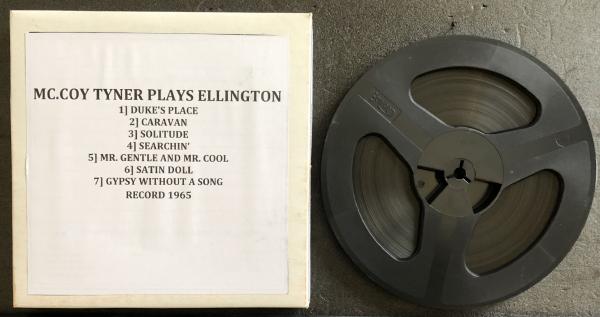 MC.COY TYNER PLAYS ELLINGTON
1] DUKE'S PLACE
2] CARAVAN
3] SOLITUDE
4] SEARCHIN'
5] MR. GENTLE AND MR. COOL
6] SATIN DOLL
7] GYPSY WITHOUT A SONG
RECORD 1965